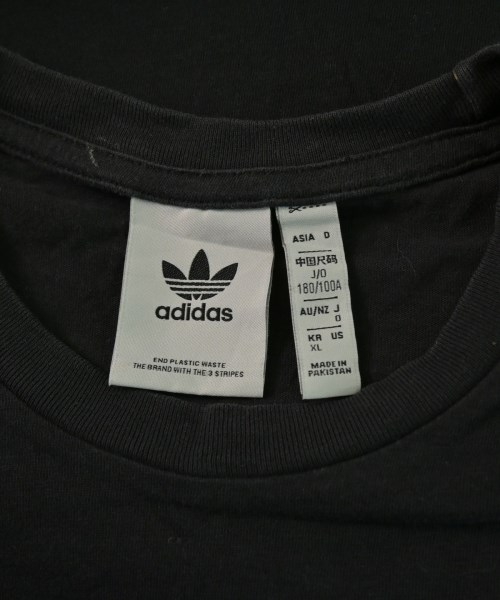 adidas
END PLASTIC WASTE
THE BRAND WITH THE 3 STRIPES
ASIA O
中国尺码
J/O
180/100A
AU/NZ J
O
KR US
XL
MADE IN
PAKISTAN